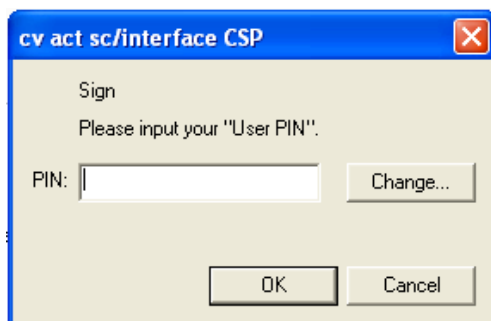 cv act sc/interface CSP
Sign
Please input your "User PIN".
PIN:
Change...
OK
Cancel